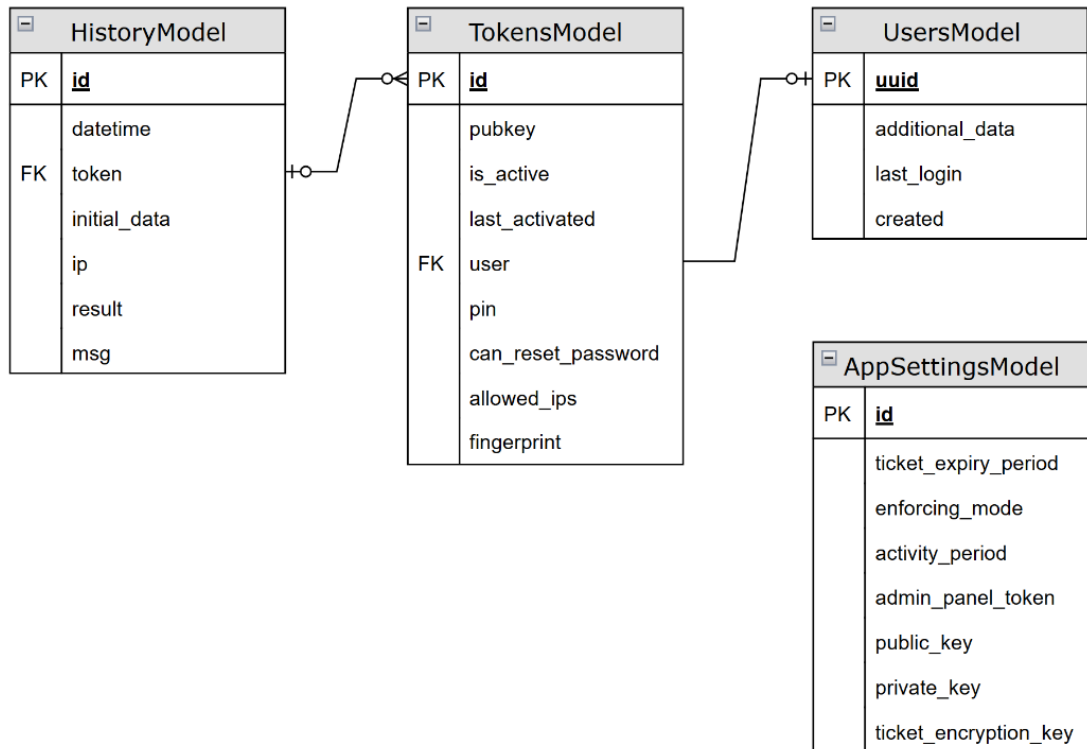 HistoryModel
PK id
datetime
FK token
initial_data
ip
result
msg
TokensModel
PK id
pubkey
is_active
last_activated
FK user
pin
can_reset_password
allowed_ips
fingerprint
UsersModel
PK uuid
additional_data
last_login
created
AppSettingsModel
PK id
ticket_expiry_period
enforcing_mode
activity_period
admin_panel_token
public_key
private_key
ticket_encryption_key